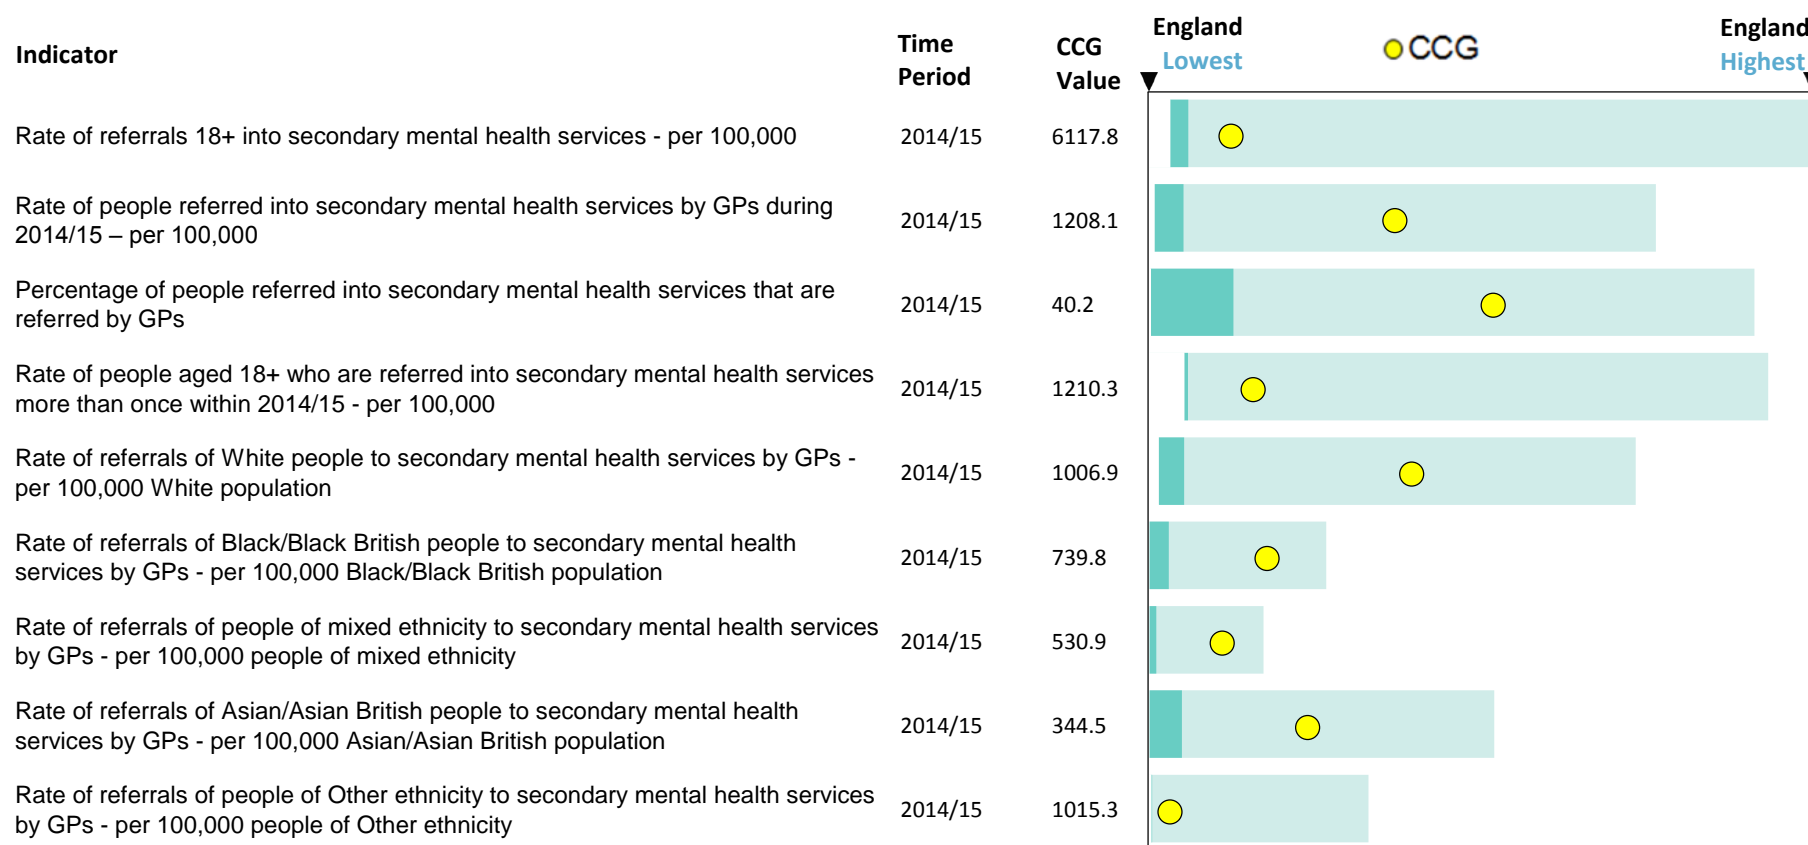 Indicator
Time
Period
CCG
Value
England
Lowest
CCG
England
Highest
Rate of referrals 18+ into secondary mental health services - per 100,000
2014/15
6117.8
Rate of people referred into secondary mental health services by GPs during
2014/15 – per 100,000
2014/15
1208.1
Percentage of people referred into secondary mental health services that are
referred by GPs
2014/15
40.2
Rate of people aged 18+ who are referred into secondary mental health services
more than once within 2014/15 - per 100,000
2014/15
1210.3
Rate of referrals of White people to secondary mental health services by GPs -
per 100,000 White population
2014/15
1006.9
Rate of referrals of Black/Black British people to secondary mental health
services by GPs - per 100,000 Black/Black British population
2014/15
739.8
Rate of referrals of people of mixed ethnicity to secondary mental health services
by GPs - per 100,000 people of mixed ethnicity
2014/15
530.9
Rate of referrals of Asian/Asian British people to secondary mental health
services by GPs - per 100,000 Asian/Asian British population
2014/15
344.5
Rate of referrals of people of Other ethnicity to secondary mental health services
by GPs - per 100,000 people of Other ethnicity
2014/15
1015.3